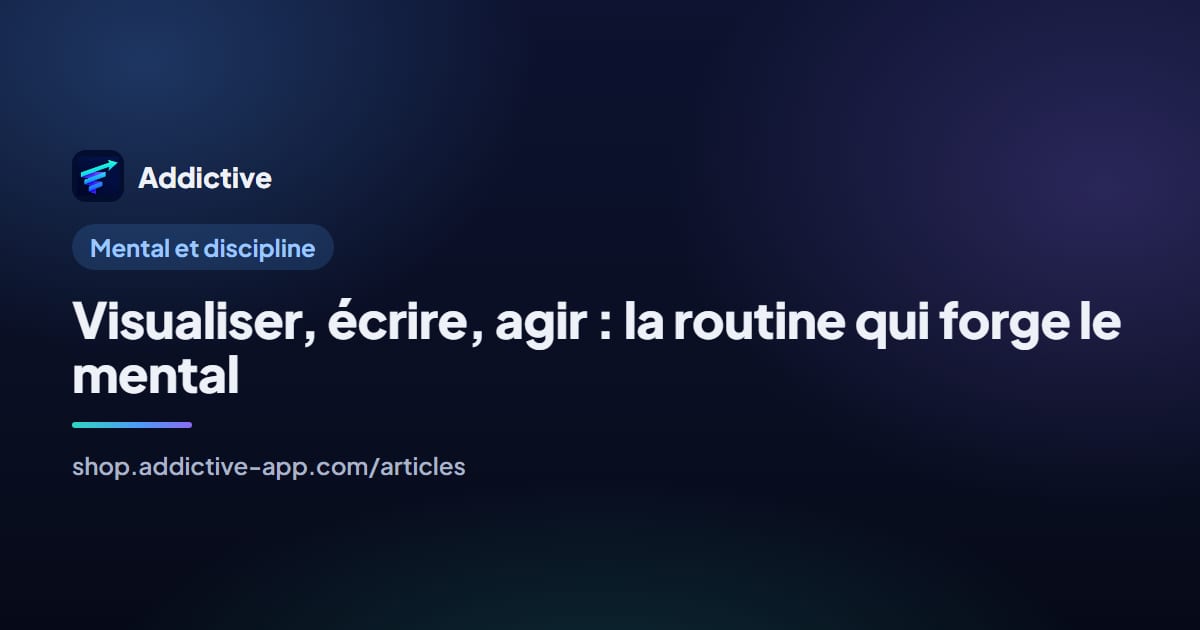 Addictive
Mental et discipline
Visualiser, écrire, agir : la routine qui forge le
mental
shop.addictive-app.com/articles